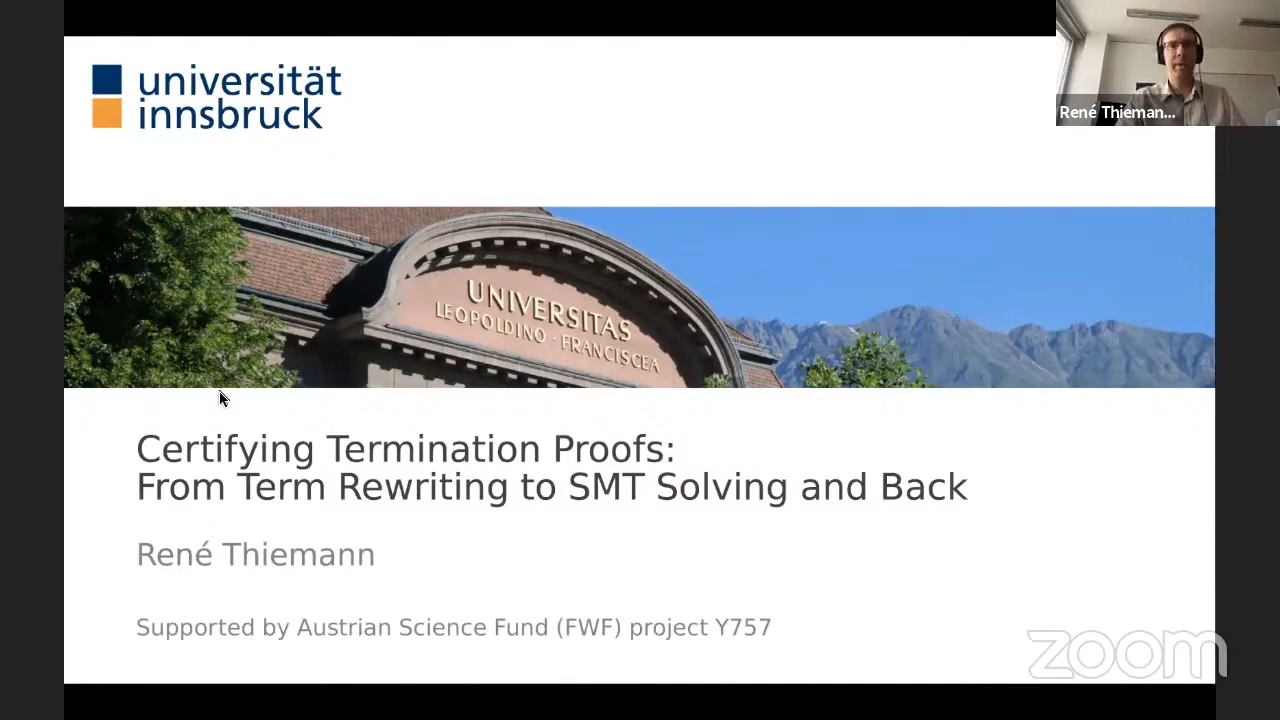 universität
innsbruck
René Thieman...
UNIVERSITAS
LEOPOLDINO - FRANCISCEA
Certifying Termination Proofs:
From Term Rewriting to SMT Solving and Back
René Thiemann
Supported by Austrian Science Fund (FWF) project Y757
zoom